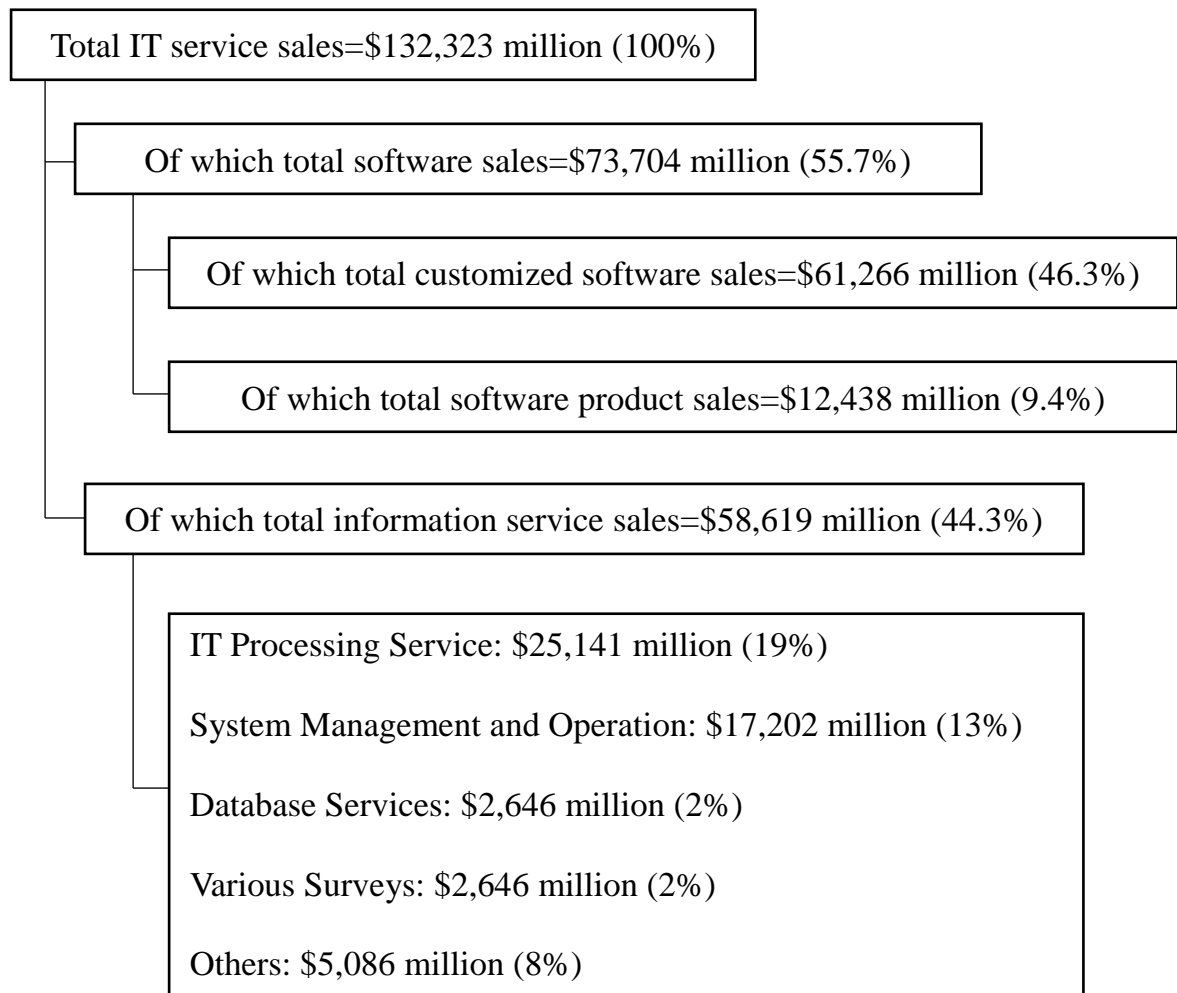 Total IT service sales=$132,323 million (100%)
Of which total software sales=$73,704 million (55.7%)
Of which total customized software sales=$61,266 million (46.3%)
Of which total software product sales=$12,438 million (9.4%)
Of which total information service sales=$58,619 million (44.3%)
IT Processing Service: $25,141 million (19%)
System Management and Operation: $17,202 million (13%)
Database Services: $2,646 million (2%)
Various Surveys: $2,646 million (2%)
Others: $5,086 million (8%)